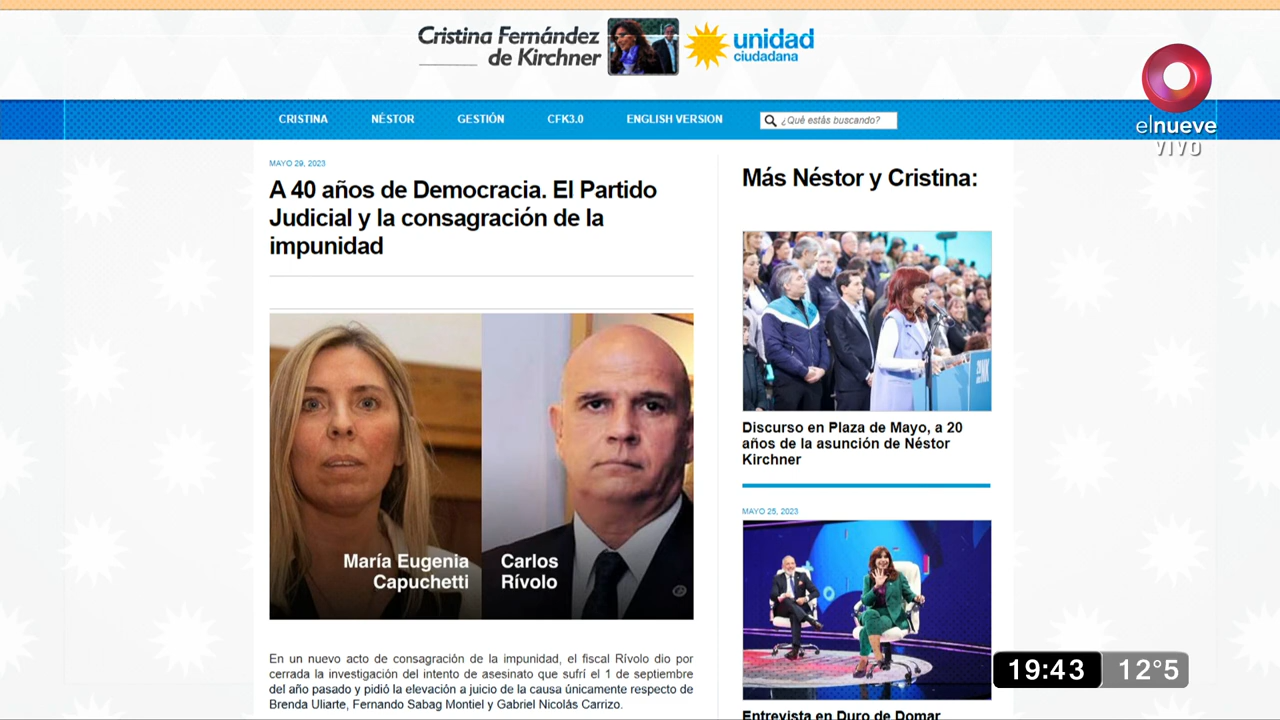 Cristina Fernández
de Kirchner
unidad
ciudadana
elnueve
VIVO
CRISTINA
NÉSTOR
GESTIÓN
CFK3.0
ENGLISH VERSION
¿Qué estás buscando?
MAYO 29, 2023
A 40 años de Democracia. El Partido
Judicial y la consagración de la
impunidad
María Eugenia
Capuchetti
Carlos
Rívolo
En un nuevo acto de consagración de la impunidad, el fiscal Rívolo dio por
cerrada la investigación del intento de asesinato que sufrí el 1 de septiembre
del año pasado y pidió la elevación a juicio de la causa únicamente respecto de
Brenda Uliarte, Fernando Sabag Montiel y Gabriel Nicolás Carrizo.
Más Néstor y Cristina:
Discurso en Plaza de Mayo, a 20
años de la asunción de Néstor
Kirchner
MAYO 25, 2023
Entrevista en Duro de Domar
19:43
12°5